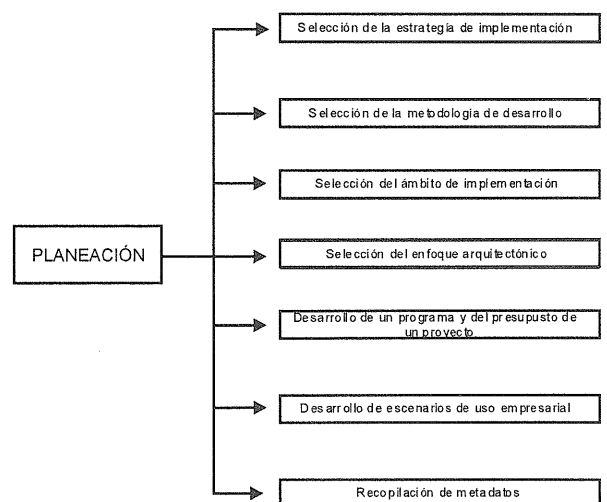 Selección de la estrategía de implementación
Selección de la metodología de desarrollo
Selección del ámbito de implementación
PLANEACIÓN
Selección del enfoque arquitectónico
Desarrollo de un programa y del presupusto de
un proyecto
Desarrollo de escenarios de uso empresarial
Recopilación de metadatos